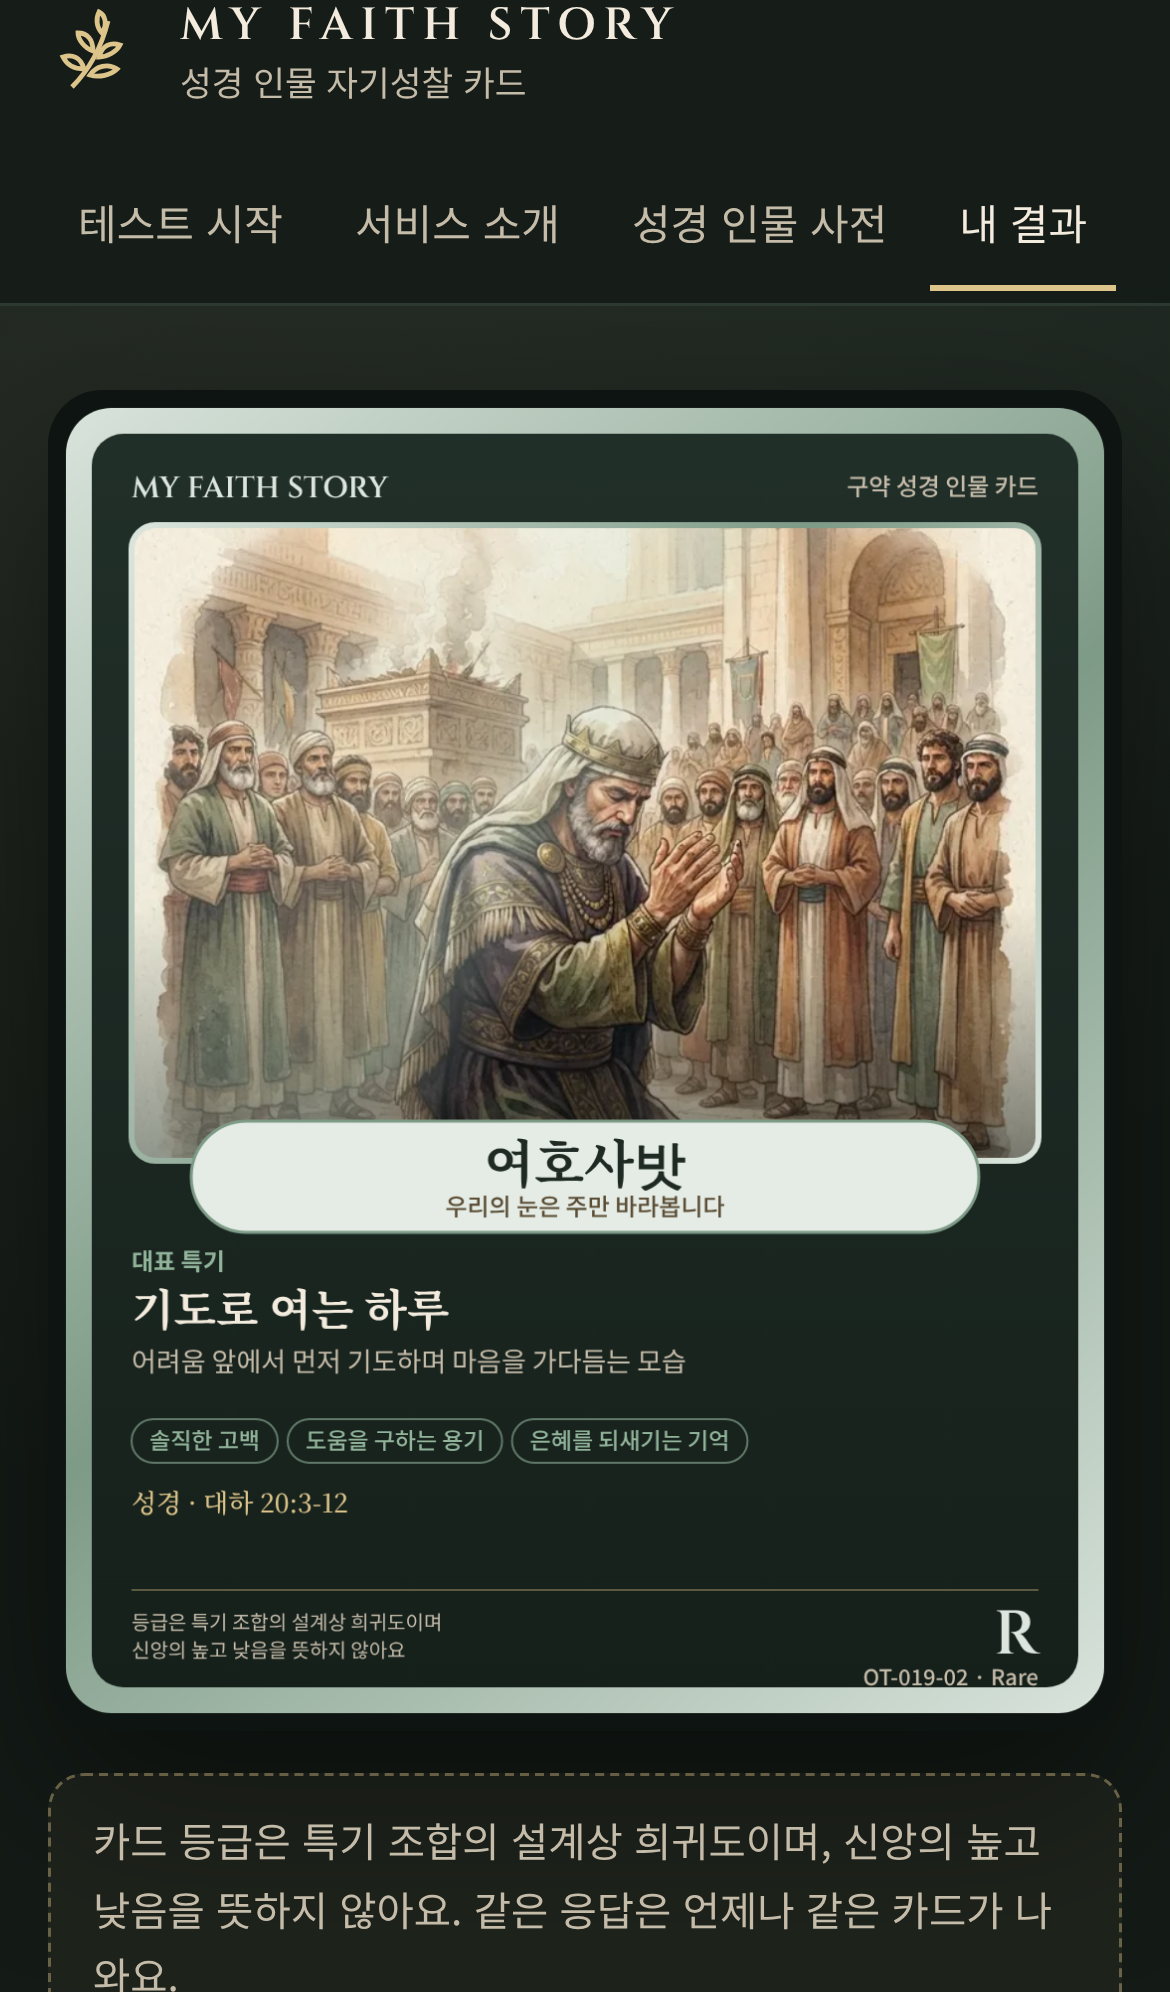 MY FAITH STORY
성경 인물 자기성찰 카드
테스트 시작 서비스 소개 성경 인물 사전 내 결과
MY FAITH STORY 구약 성경 인물 카드
여호사밧
우리의 눈은 주만 바라봅니다
대표 특기
기도로 여는 하루
어려움 앞에서 먼저 기도하며 마음을 가다듬는 모습
솔직한 고백 도움을 구하는 용기 은혜를 되새기는 기억
성경 · 대하 20:3-12
등급은 특기 조합의 설계상 희귀도이며
신앙의 높고 낮음을 뜻하지 않아요
R
OT-019-02 · Rare
카드 등급은 특기 조합의 설계상 희귀도이며, 신앙의 높고
낮음을 뜻하지 않아요. 같은 응답은 언제나 같은 카드가 나
와요.